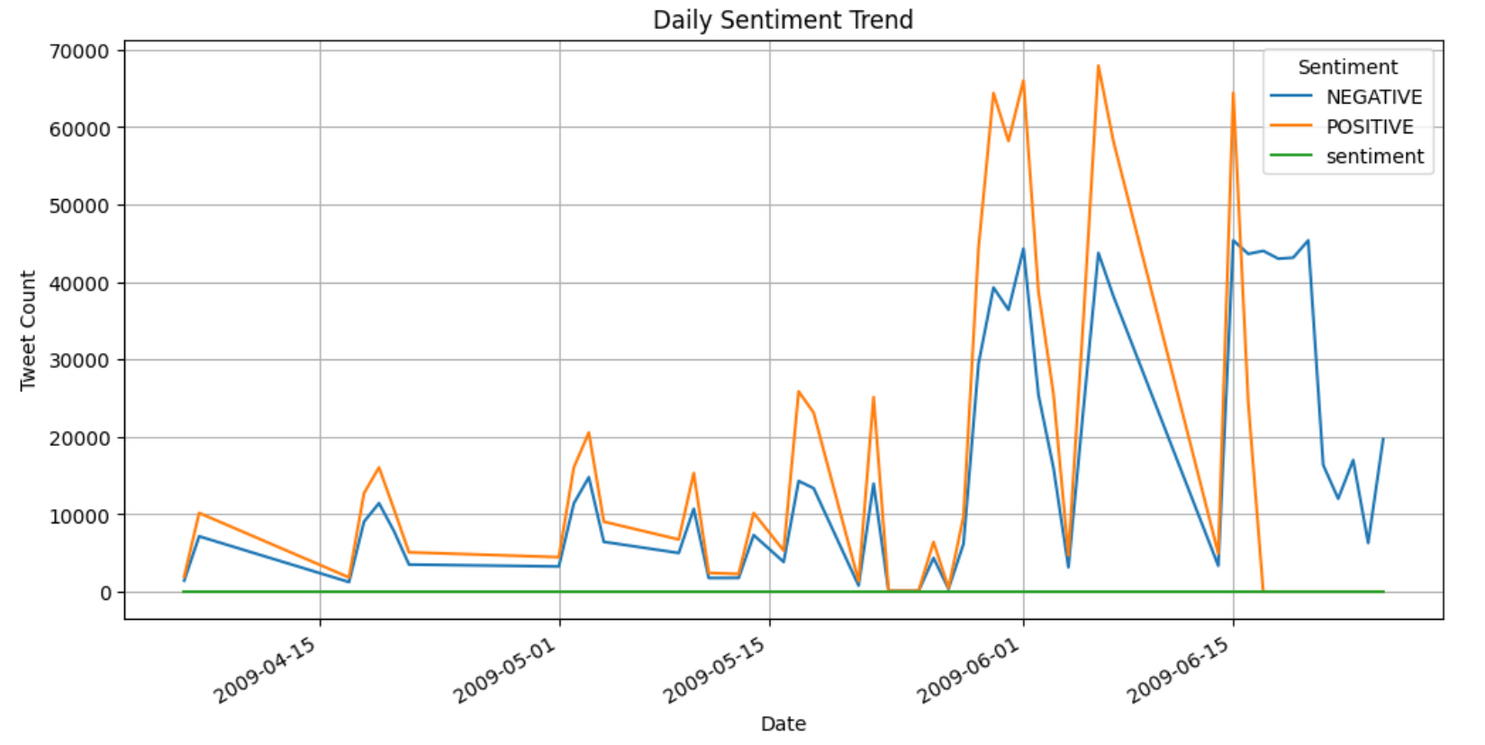 Daily Sentiment Trend
70000
60000
50000
40000
30000
20000
10000
0
Tweet Count
Sentiment
NEGATIVE
POSITIVE
sentiment
2009-04-15
2009-05-01
2009-05-15
2009-06-01
2009-06-15
Date